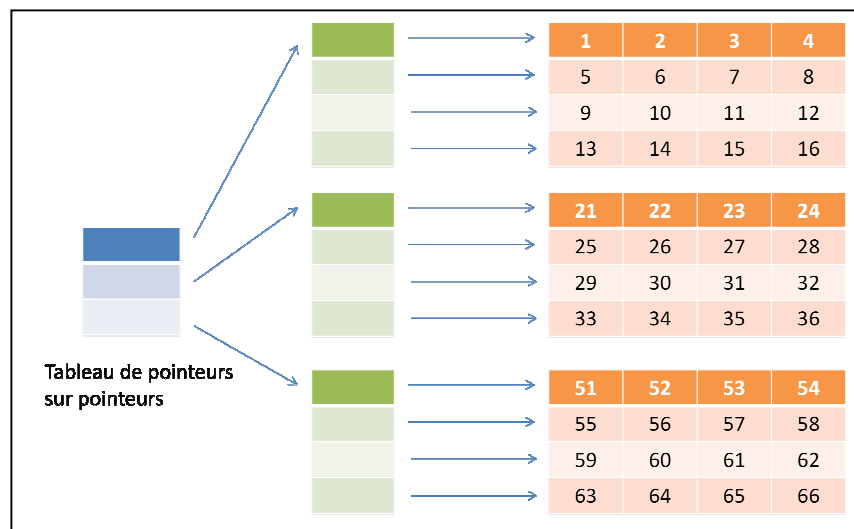 1 2 3 4
5 6 7 8
9 10 11 12
13 14 15 16
21 22 23 24
25 26 27 28
29 30 31 32
33 34 35 36
Tableau de pointeurs
sur pointeurs
51 52 53 54
55 56 57 58
59 60 61 62
63 64 65 66